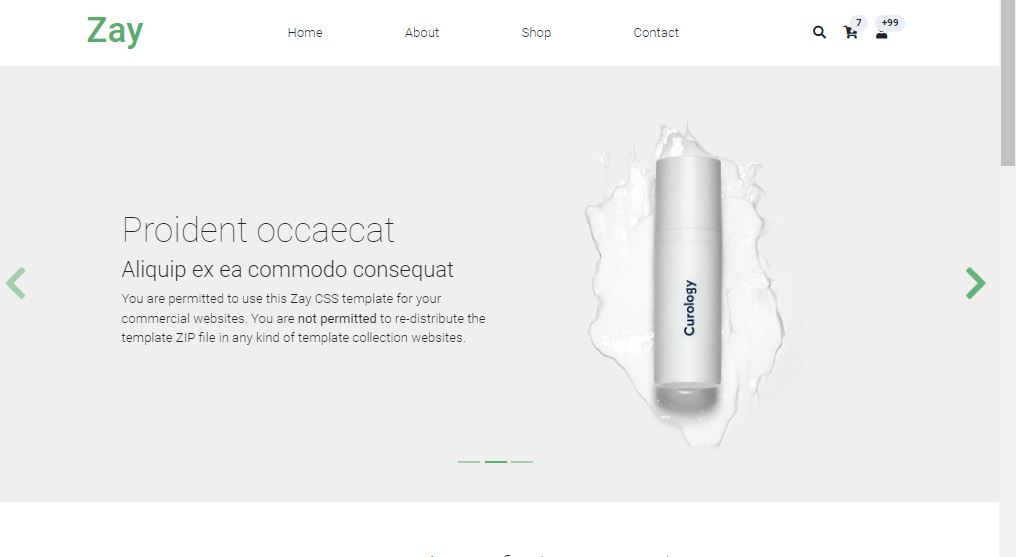 Zay
Home
About
Shop
Contact
7
+99
Proident occaecat
Aliquip ex ea commodo consequat
You are permitted to use this Zay CSS template for your
commercial websites. You are not permitted to re-distribute the
template ZIP file in any kind of template collection websites.
Curology